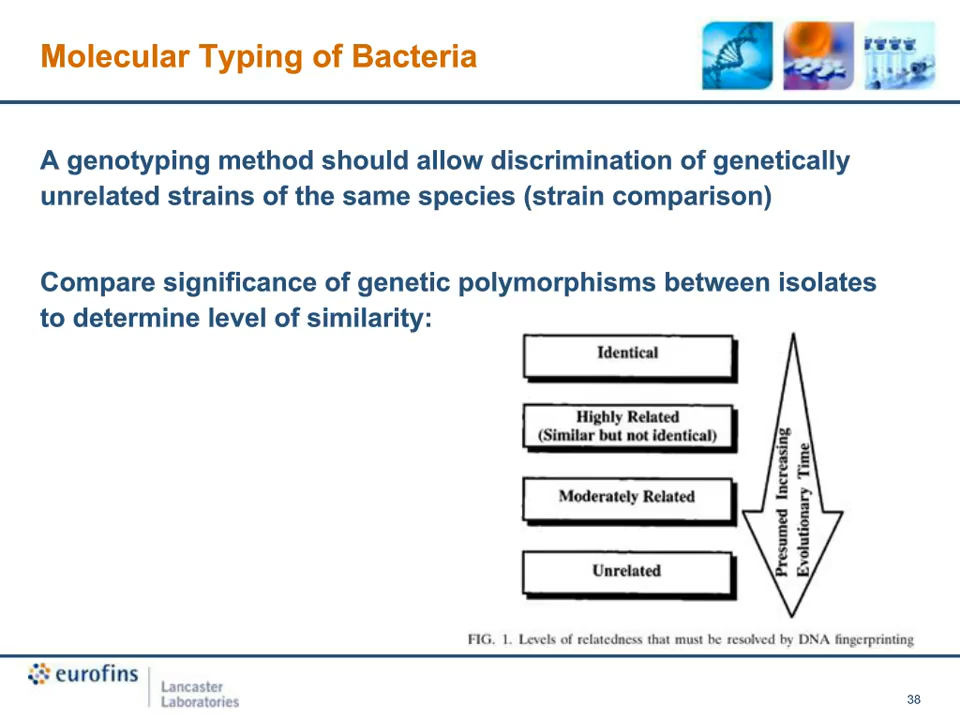 Molecular Typing of Bacteria
A genotyping method should allow discrimination of genetically
unrelated strains of the same species (strain comparison)
Compare significance of genetic polymorphisms between isolates
to determine level of similarity:
Identical
Highly Related
(Similar but not identical)
Moderately Related
Unrelated
Presumed Increasing
Evolutionary Time
FIG. 1. Levels of relatedness that must be resolved by DNA fingerprinting
eurofins
Lancaster
Laboratories
38